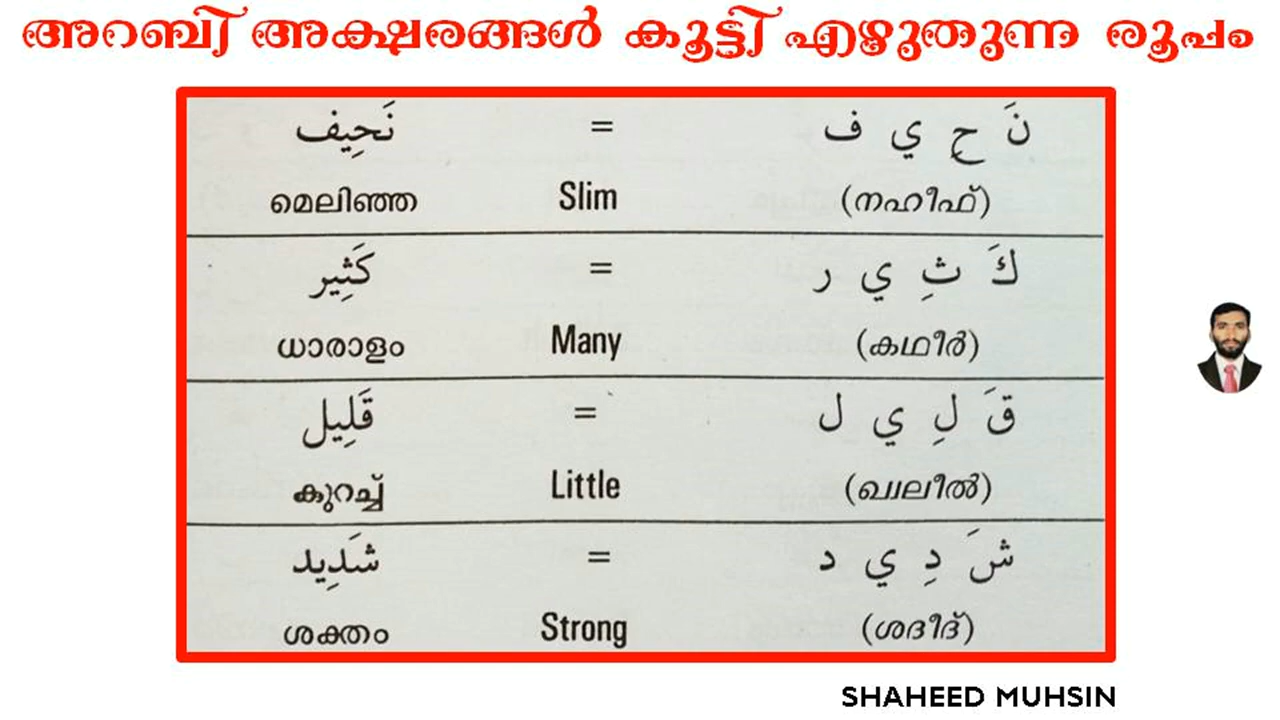 അറബി അക്ഷരങ്ങൾ കൂട്ടി എഴുതുന്ന രൂപം
نَ حِ ي ف = نَحِيف
(നഹീഫ്) Slim മെലിഞ്ഞ
كَ ثِ ي ر = كَثِير
(കഥീർ) Many ധാരാളം
قَ لِ ي ل = قَلِيل
(ഖലീൽ) Little കുറച്ച്
شَ دِ ي د = شَدِيد
(ശദീദ്) Strong ശക്തം
SHAHEED MUHSIN